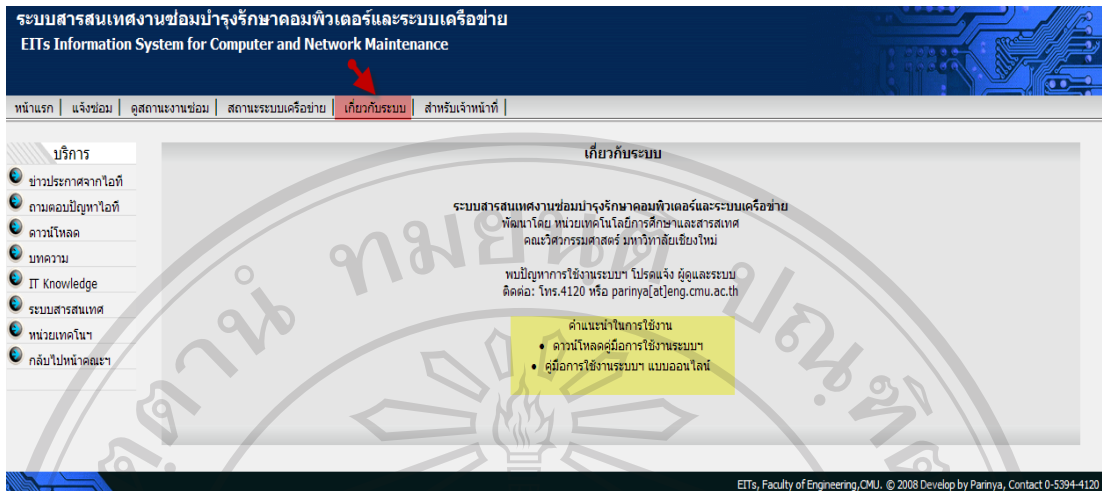 ระบบสารสนเทศงานซ่อมบำรุงรักษาคอมพิวเตอร์และระบบเครือข่าย
EITs Information System for Computer and Network Maintenance
หน้าแรก | แจ้งซ่อม | ดูสถานะงานซ่อม | สถานะระบบเครือข่าย | เกี่ยวกับระบบ | สำหรับเจ้าหน้าที่ |
บริการ
ข่าวประกาศจากไอที
ถามตอบปัญหาไอที
ดาวน์โหลด
บทความ
IT Knowledge
ระบบสารสนเทศ
หน่วยเทคโนฯ
กลับไปหน้าคณะฯ
เกี่ยวกับระบบ
ระบบสารสนเทศงานซ่อมบำรุงรักษาคอมพิวเตอร์และระบบเครือข่าย
พัฒนาโดย หน่วยเทคโนโลยีการศึกษาและสารสเทศ
คณะวิศวกรรมศาสตร์ มหาวิทาลัยเชียงใหม่
พบปัญหาการใช้งานระบบฯ โปรดแจ้ง ผู้ดูและระบบ
ติดต่อ: โทร.4120 หรือ parinya[at]eng.cmu.ac.th
คำแนะนำในการใช้งาน
• ดาวน์โหลดคู่มือการใช้งานระบบฯ
• คู่มือการใช้งานระบบฯ แบบออนไลน์
EITs, Faculty of Engineering,CMU. © 2008 Develop by Parinya, Contact 0-5394-4120